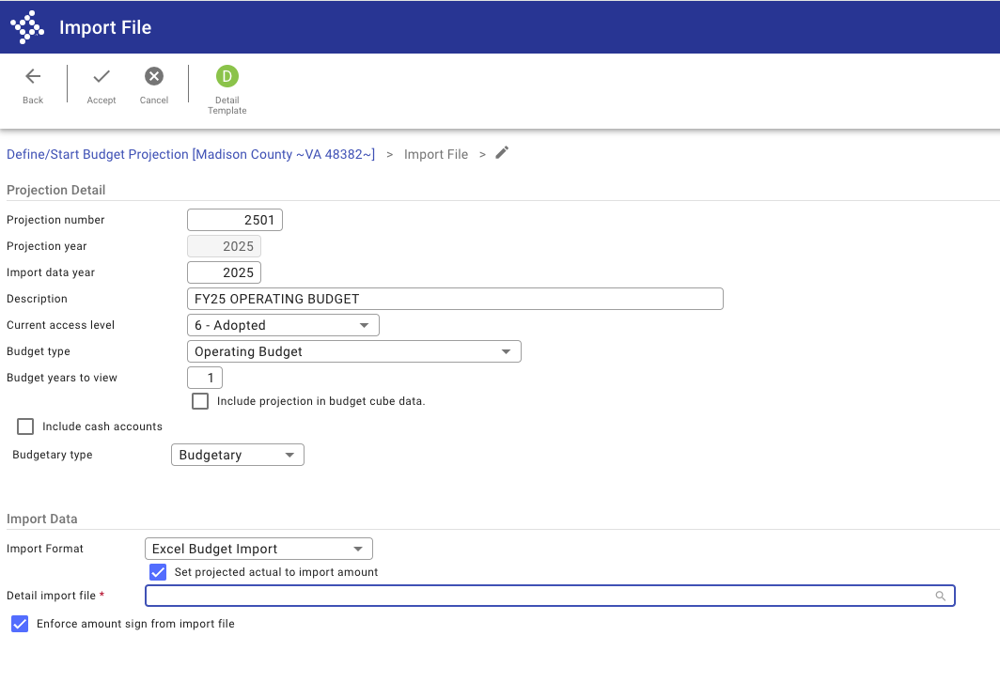 Import File
Back
Accept
Cancel
D
Detail
Template
Define/Start Budget Projection [Madison County ~VA 48382~] > Import File >
Projection Detail
Projection number 2501
Projection year 2025
Import data year 2025
Description FY25 OPERATING BUDGET
Current access level 6 - Adopted
Budget type Operating Budget
Budget years to view 1
Include projection in budget cube data.
Include cash accounts
Budgetary type Budgetary
Import Data
Import Format Excel Budget Import
Set projected actual to import amount
Detail import file *
Enforce amount sign from import file